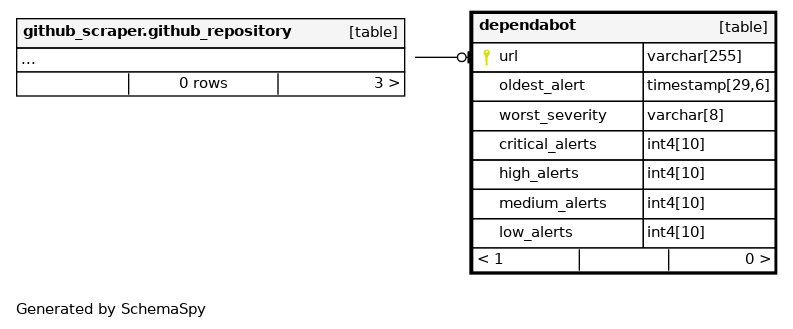 github_scraper.github_repository [table]
...
0 rows 3 >
dependabot [table]
url varchar[255]
oldest_alert timestamp[29,6]
worst_severity varchar[8]
critical_alerts int4[10]
high_alerts int4[10]
medium_alerts int4[10]
low_alerts int4[10]
< 1 0 >
Generated by SchemaSpy